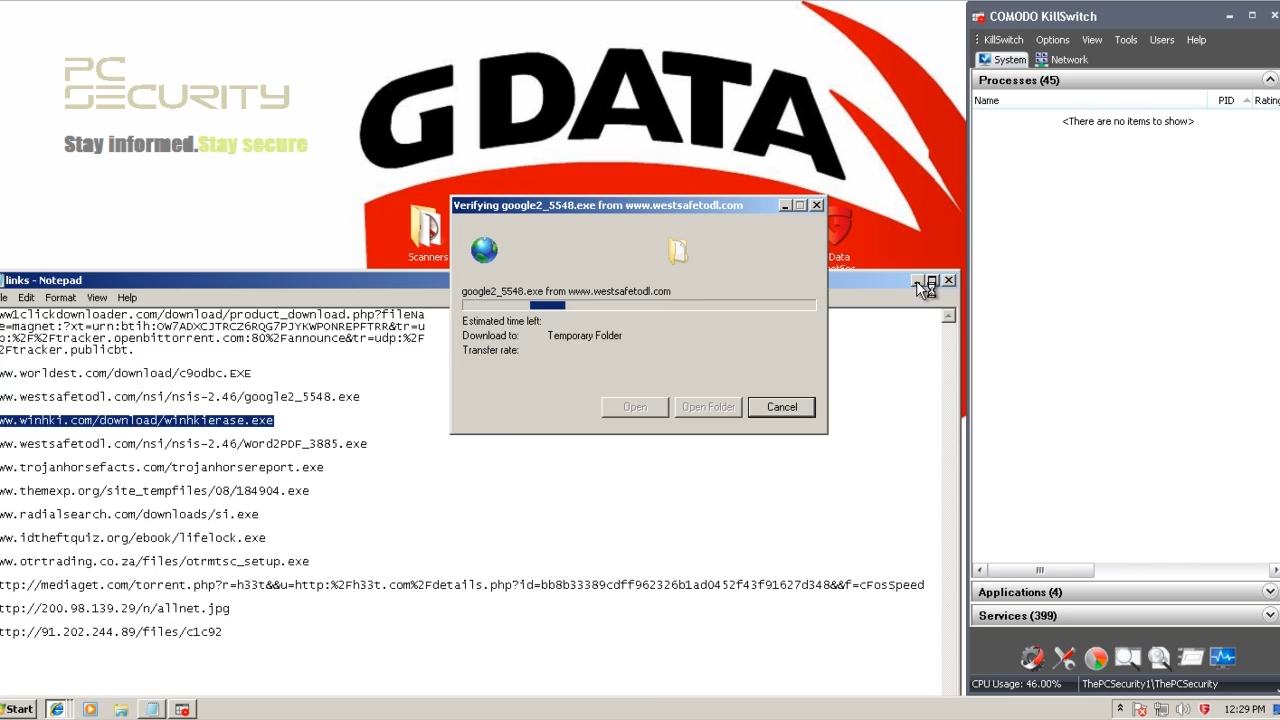 PC
SECURITY
Stay informed.Stay secure
G DATA
Scanners
Data
COMODO KillSwitch
KillSwitch Options View Tools Users Help
System Network
Processes (45)
Name PID Rating
<There are no items to show>
Applications (4)
Services (399)
CPU Usage: 46.00% ThePCSecurity1\ThePCSecurity
Verifying google2_5548.exe from www.westsafetodl.com
google2_5548.exe from www.westsafetodl.com
Estimated time left:
Download to: Temporary Folder
Transfer rate:
Open Open Folder Cancel
links - Notepad
le Edit Format View Help
ww1clickdownloader.com/download/product_download.php?fileNa
e=magnet:?xt=urn:btih:OW7ADXCJTRCZ6RQG7PJYKWPONREPFTRR&tr=u
p:%2F%2Ftracker.openbittorrent.com:80%2Fannounce&tr=udp:%2F
2Ftracker.publicbt.
ww.worldest.com/download/c9odbc.EXE
ww.westsafetodl.com/nsi/nsis-2.46/google2_5548.exe
ww.winhki.com/download/winhkierase.exe
ww.westsafetodl.com/nsi/nsis-2.46/Word2PDF_3885.exe
ww.trojanhorsefacts.com/trojanhorsereport.exe
ww.themexp.org/site_tempfiles/08/184904.exe
ww.radialsearch.com/downloads/si.exe
ww.idtheftquiz.org/ebook/lifelock.exe
ww.otrtrading.co.za/files/otrmtsc_setup.exe
ttp://mediaget.com/torrent.php?r=h33t&&u=http:%2Fh33t.com%2Fdetails.php?id=bb8b33389cdff962326b1ad0452f43f91627d348&&f=cFosSpeed
ttp://200.98.139.29/n/allnet.jpg
ttp://91.202.244.89/files/c1c92
Start
12:29 PM